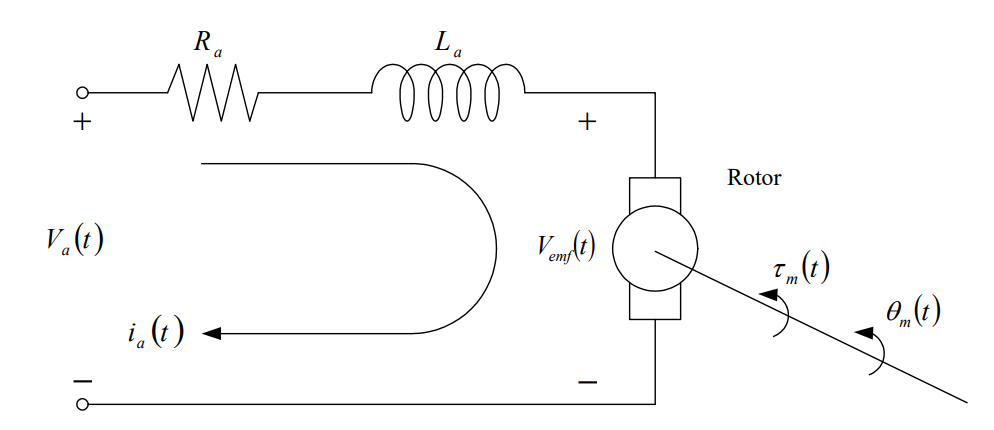 R_a
L_a
+
+
Rotor
V_a(t)
V_emf(t)
τ_m(t)
θ_m(t)
i_a(t)
−
−